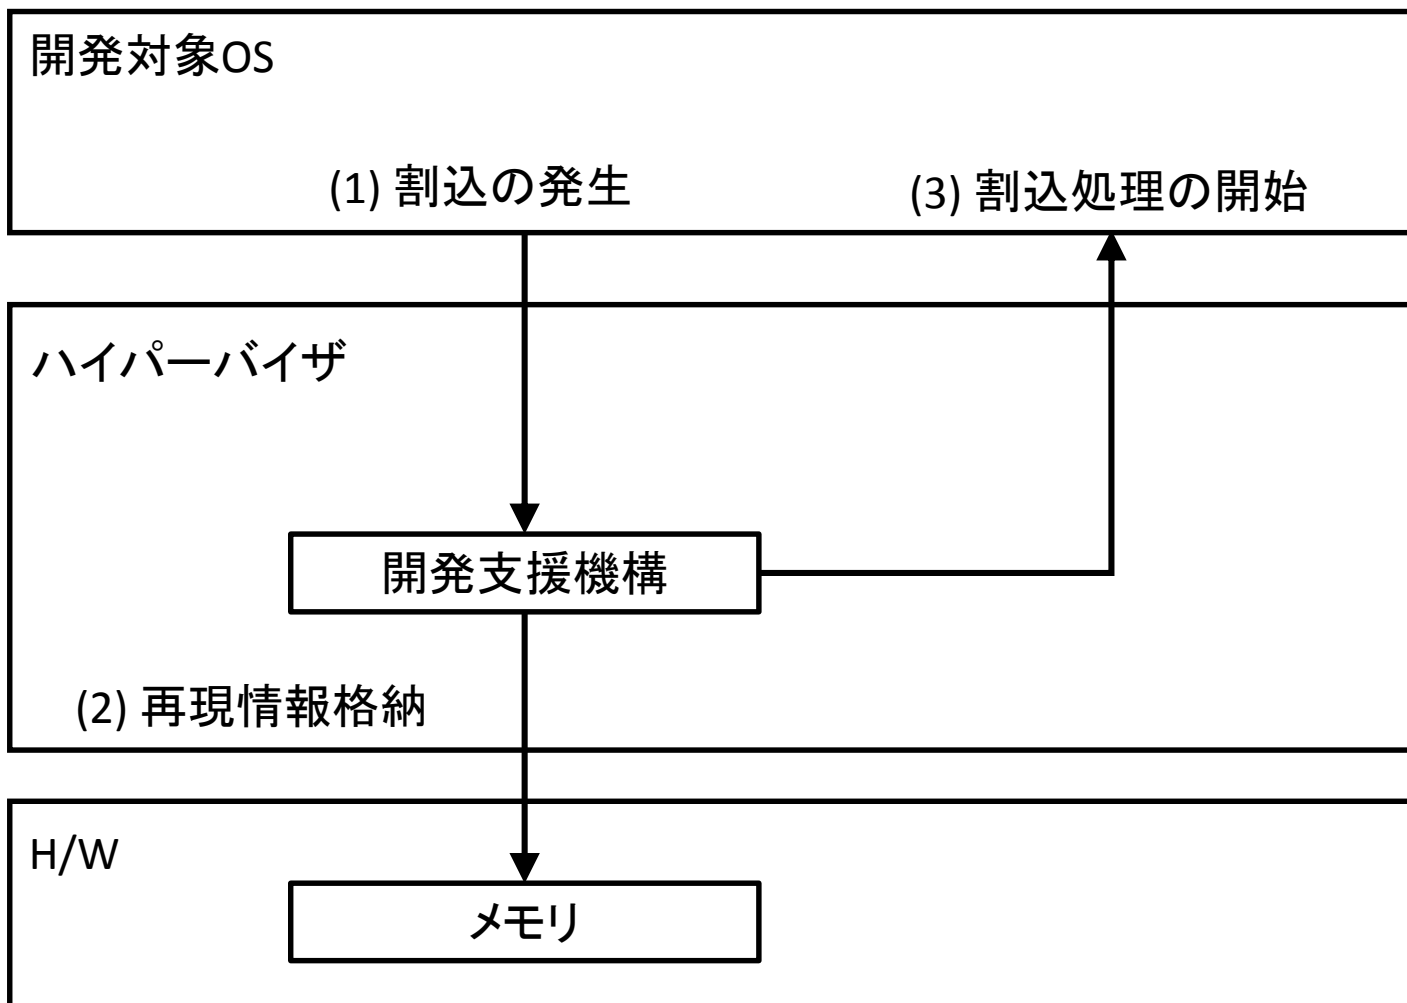 開発対象OS
(1) 割込の発生
(3) 割込処理の開始
ハイパーバイザ
開発支援機構
(2) 再現情報格納
H/W
メモリ